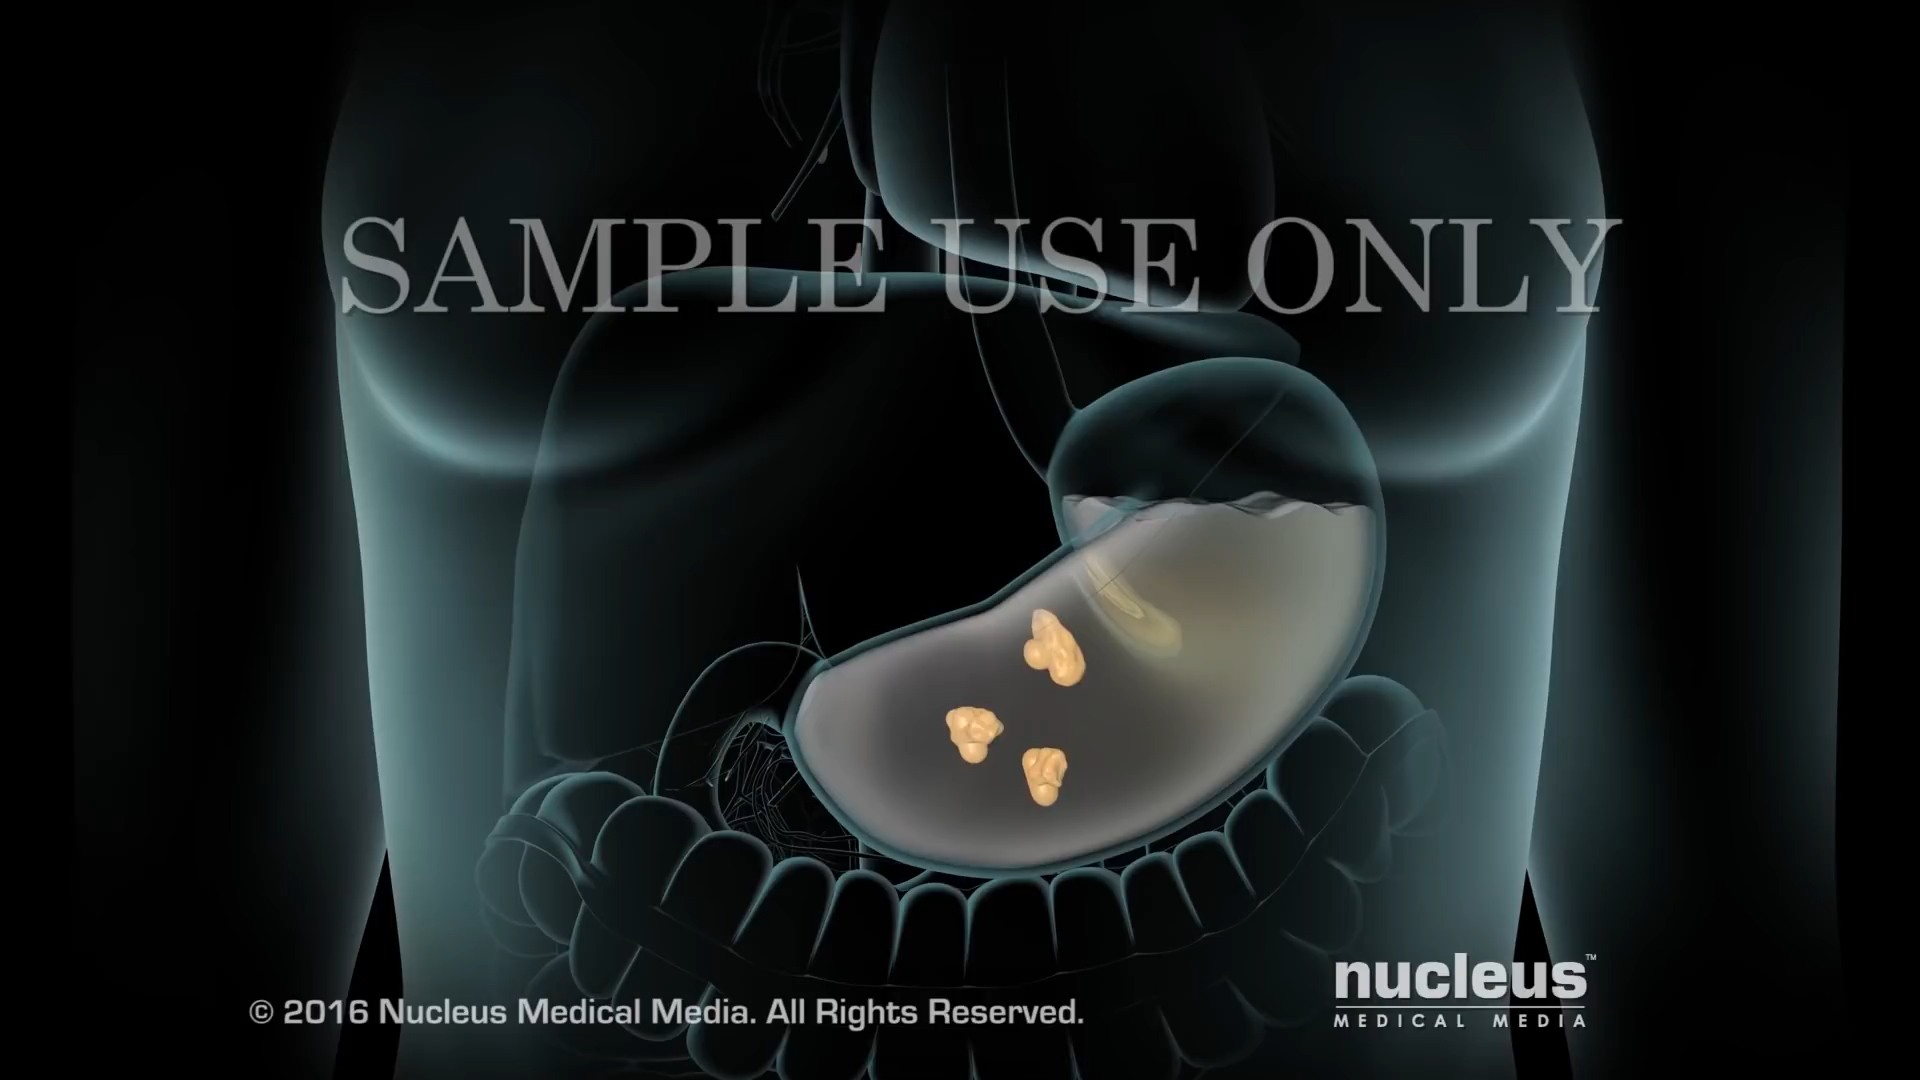 SAMPLE USE ONLY
nucleus™
MEDICAL MEDIA
© 2016 Nucleus Medical Media. All Rights Reserved.